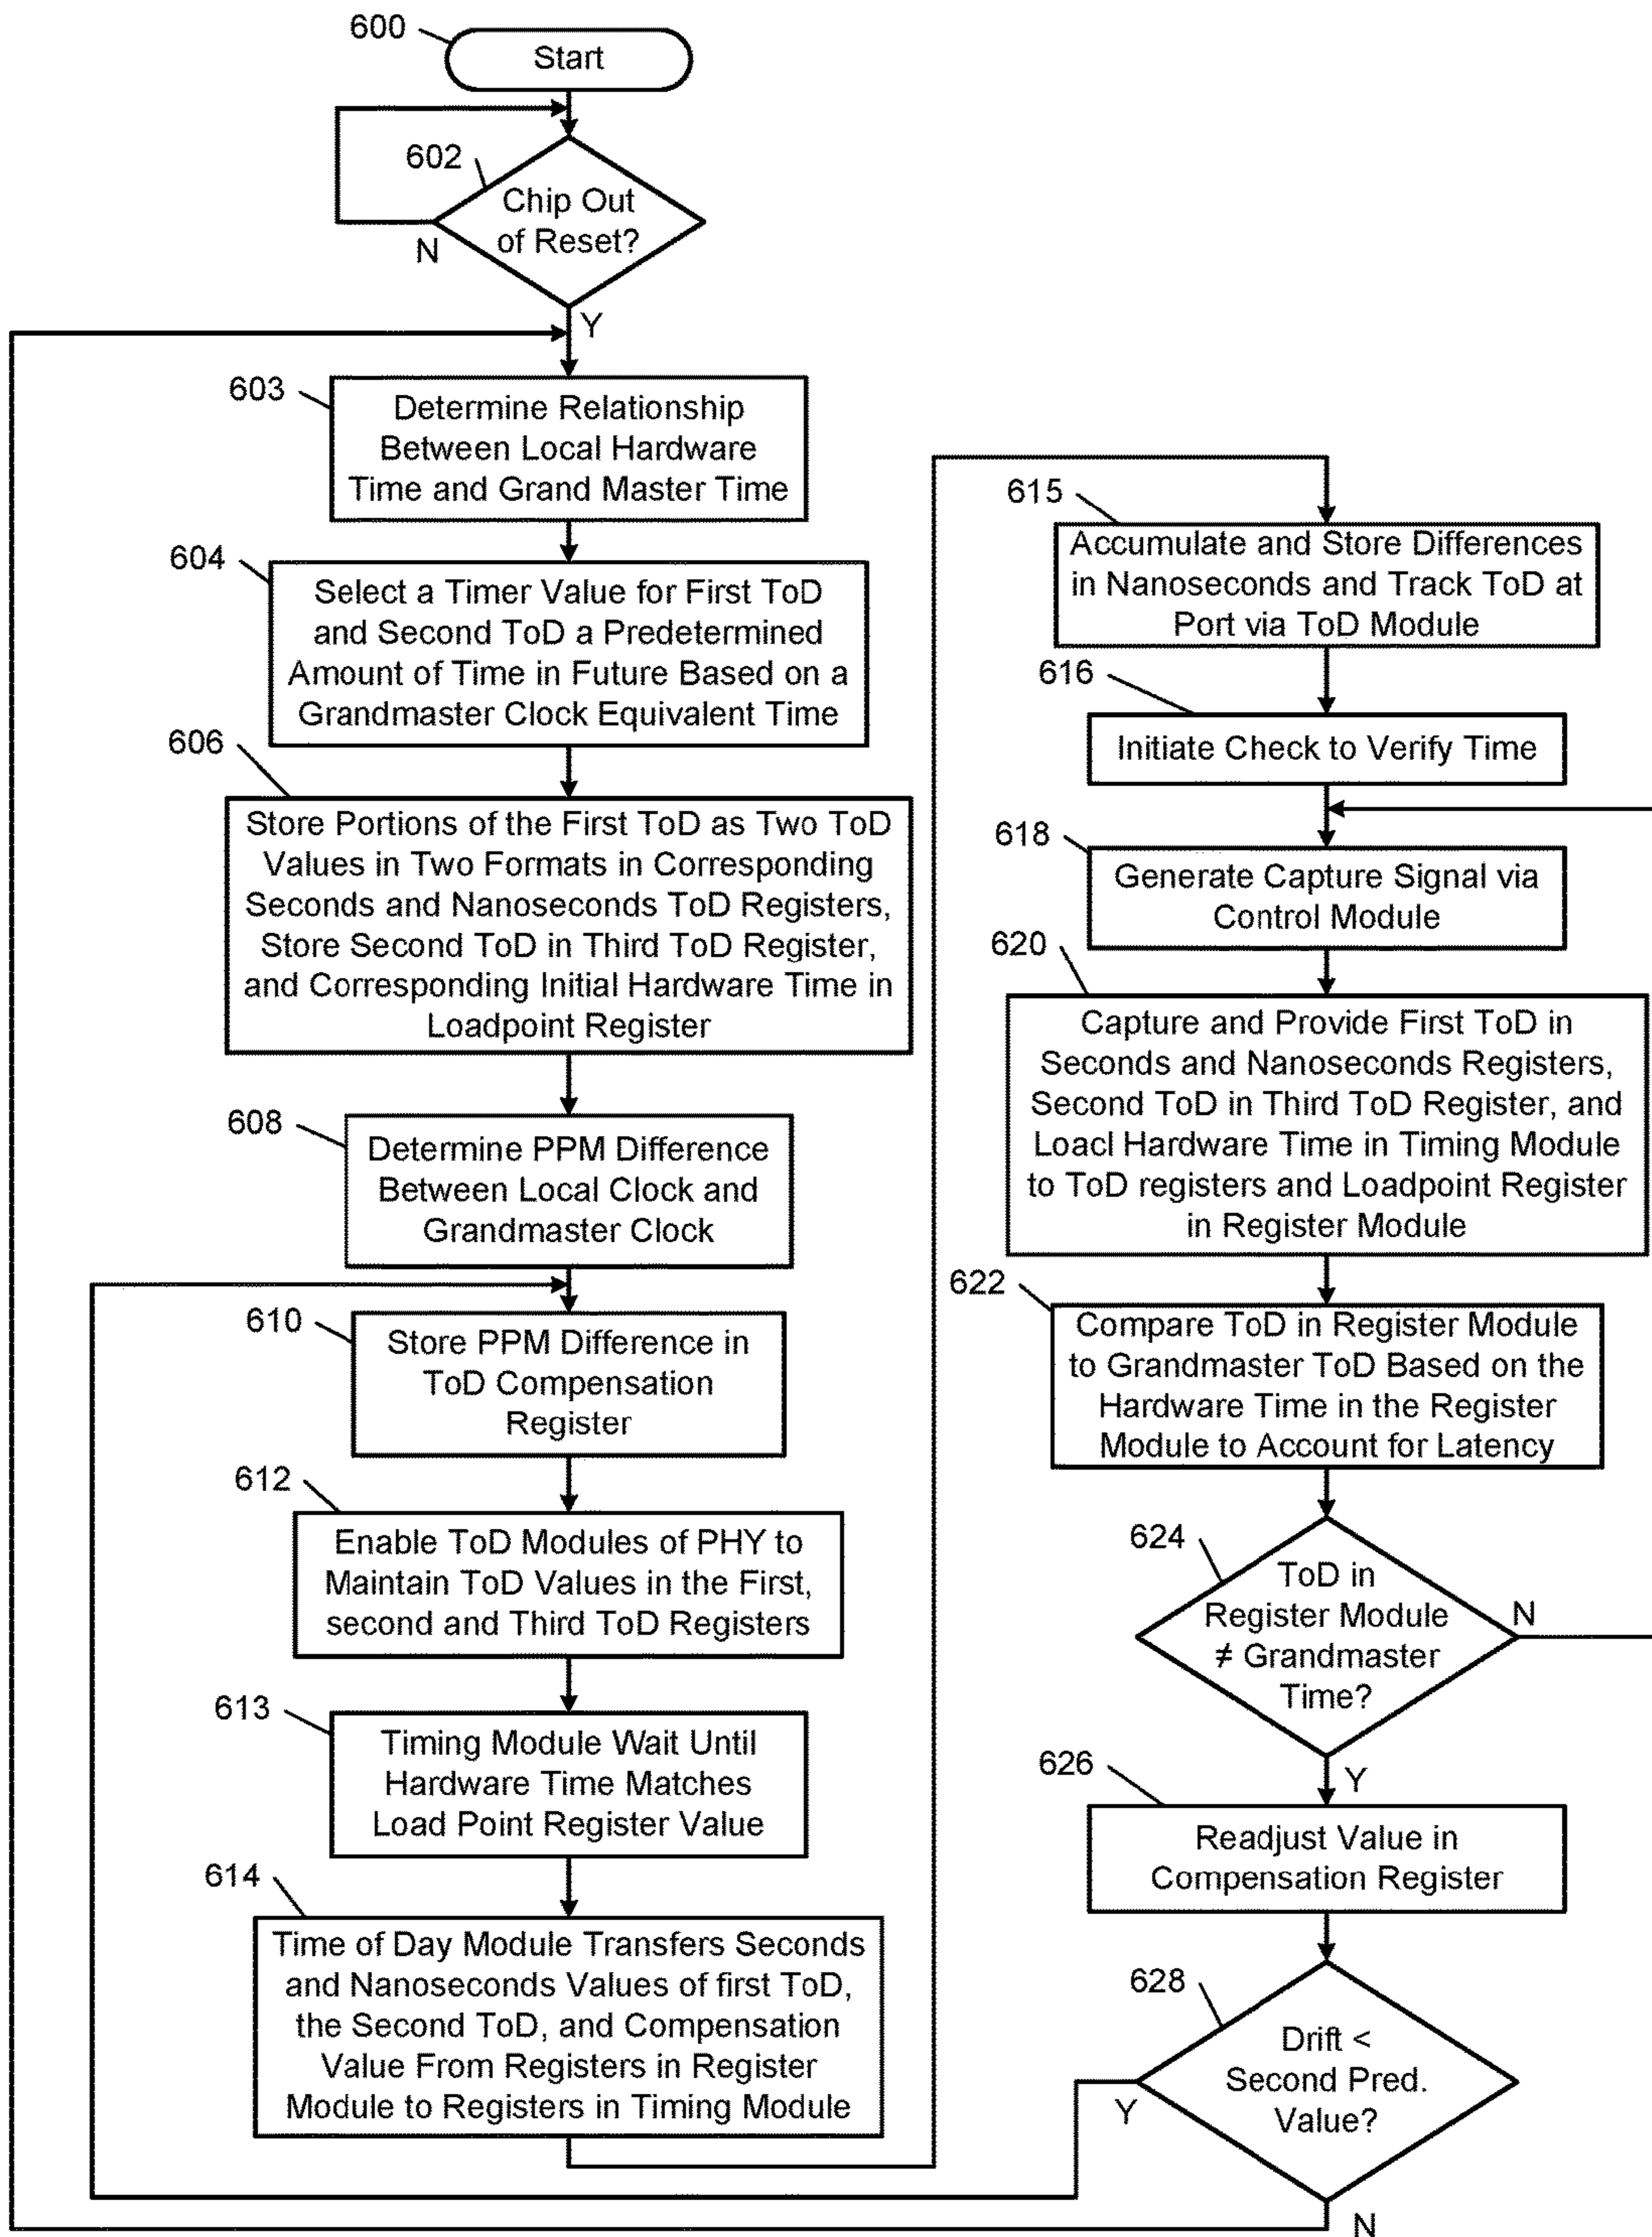 600
Start
602
Chip Out
of Reset?
N
Y
603
Determine Relationship
Between Local Hardware
Time and Grand Master Time
604
Select a Timer Value for First ToD
and Second ToD a Predetermined
Amount of Time in Future Based on a
Grandmaster Clock Equivalent Time
606
Store Portions of the First ToD as Two ToD
Values in Two Formats in Corresponding
Seconds and Nanoseconds ToD Registers,
Store Second ToD in Third ToD Register,
and Corresponding Initial Hardware Time in
Loadpoint Register
608
Determine PPM Difference
Between Local Clock and
Grandmaster Clock
610
Store PPM Difference in
ToD Compensation
Register
612
Enable ToD Modules of PHY to
Maintain ToD Values in the First,
second and Third ToD Registers
613
Timing Module Wait Until
Hardware Time Matches
Load Point Register Value
614
Time of Day Module Transfers Seconds
and Nanoseconds Values of first ToD,
the Second ToD, and Compensation
Value From Registers in Register
Module to Registers in Timing Module
615
Accumulate and Store Differences
in Nanoseconds and Track ToD at
Port via ToD Module
616
Initiate Check to Verify Time
618
Generate Capture Signal via
Control Module
620
Capture and Provide First ToD in
Seconds and Nanoseconds Registers,
Second ToD in Third ToD Register, and
Loacl Hardware Time in Timing Module
to ToD registers and Loadpoint Register
in Register Module
622
Compare ToD in Register Module
to Grandmaster ToD Based on the
Hardware Time in the Register
Module to Account for Latency
624
ToD in
Register Module
≠ Grandmaster
Time?
N
Y
626
Readjust Value in
Compensation Register
628
Drift <
Second Pred.
Value?
Y
N